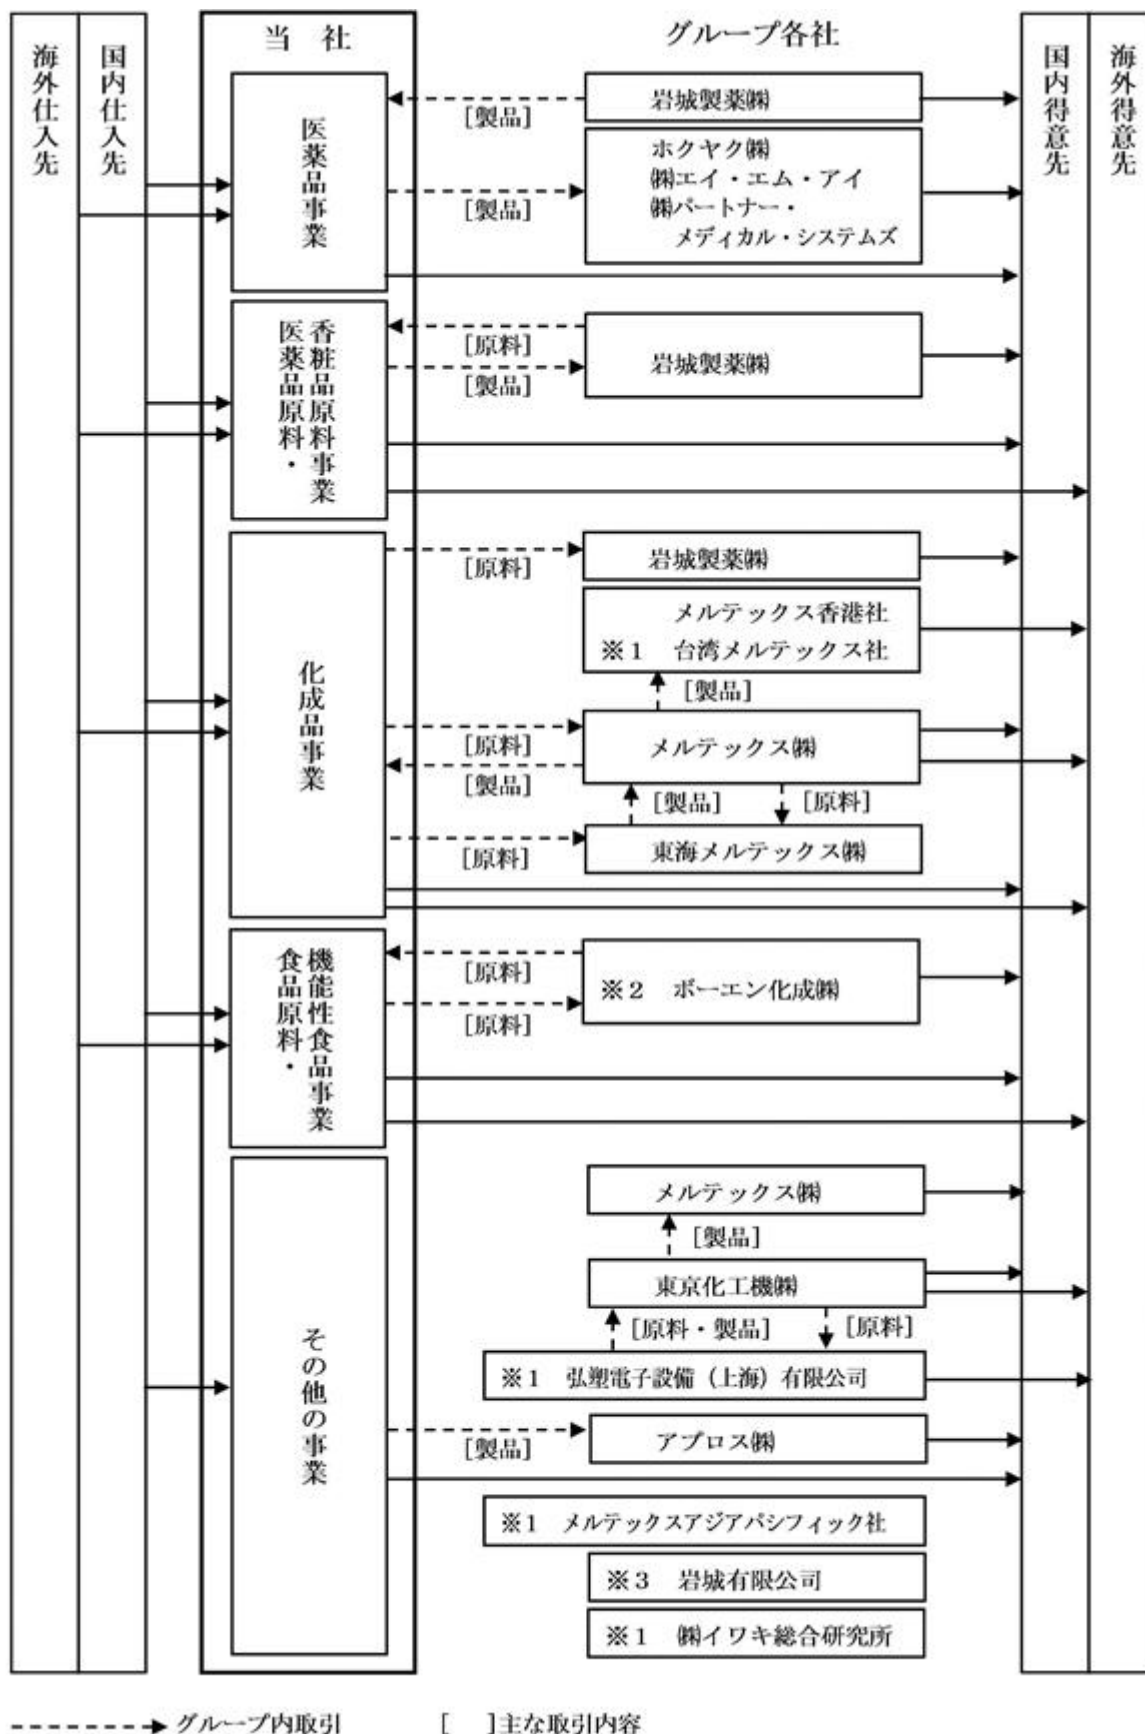 海外仕入先
国内仕入先
当 社
グループ各社
国内得意先
海外得意先
医薬品事業
[製品]
岩城製薬㈱
[製品]
ホクヤク㈱
㈱エイ・エム・アイ
㈱パートナー・
メディカル・システムズ
医薬品原料・
香粧品原料事業
[原料]
[製品]
岩城製薬㈱
化成品事業
[原料]
岩城製薬㈱
メルテックス香港社
※1 台湾メルテックス社
[製品]
[原料]
[製品]
メルテックス㈱
[製品]
[原料]
[原料]
東海メルテックス㈱
食品原料・
機能性食品事業
[原料]
[原料]
※2 ボーエン化成㈱
その他の事業
メルテックス㈱
[製品]
東京化工機㈱
[原料・製品]
[原料]
※1 弘塑電子設備（上海）有限公司
[製品]
アプロス㈱
※1 メルテックスアジアパシフィック社
※3 岩城有限公司
※1 ㈱イワキ総合研究所
グループ内取引 [ ]主な取引内容